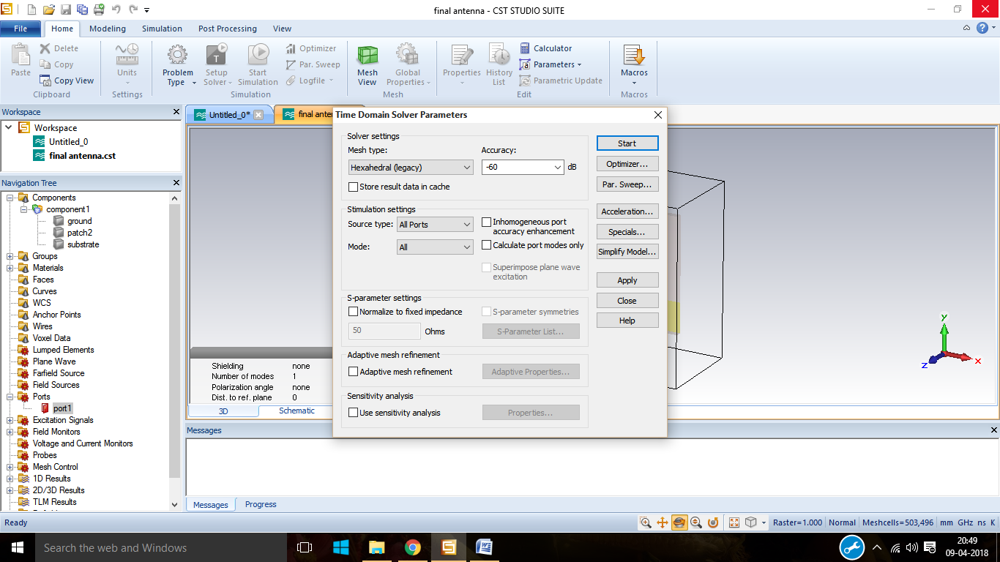 final antenna - CST STUDIO SUITE
File Home Modeling Simulation Post Processing View
Paste
Delete
Copy
Copy View
Clipboard
Units
Settings
Problem Type
Setup Solver
Start Simulation
Optimizer
Par. Sweep
Logfile
Simulation
Mesh View
Global Properties
Mesh
Properties
History List
Calculator
Parameters
Parametric Update
Edit
Macros
Macros
Workspace
Workspace
Untitled_0
final antenna.cst
Navigation Tree
Components
component1
ground
patch2
substrate
Groups
Materials
Faces
Curves
WCS
Anchor Points
Wires
Voxel Data
Lumped Elements
Plane Wave
Farfield Source
Field Sources
Ports
port1
Excitation Signals
Field Monitors
Voltage and Current Monitors
Probes
Mesh Control
1D Results
2D/3D Results
TLM Results
Untitled_0*
final anten
Time Domain Solver Parameters
Solver settings
Mesh type: Accuracy:
Hexahedral (legacy) -60 dB
Store result data in cache
Stimulation settings
Source type: All Ports
Inhomogeneous port accuracy enhancement
Mode: All
Calculate port modes only
Superimpose plane wave excitation
S-parameter settings
Normalize to fixed impedance S-parameter symmetries
50 Ohms S-Parameter List...
Adaptive mesh refinement
Adaptive mesh refinement Adaptive Properties...
Sensitivity analysis
Use sensitivity analysis Properties...
Start
Optimizer...
Par. Sweep...
Acceleration...
Specials...
Simplify Model...
Apply
Close
Help
Shielding none
Number of modes 1
Polarization angle none
Dist. to ref. plane 0
y
z x
3D Schematic
Messages
Messages Progress
Ready
Raster=1.000 Normal Meshcells=503,496 mm GHz ns K
Search the web and Windows
20:49
09-04-2018